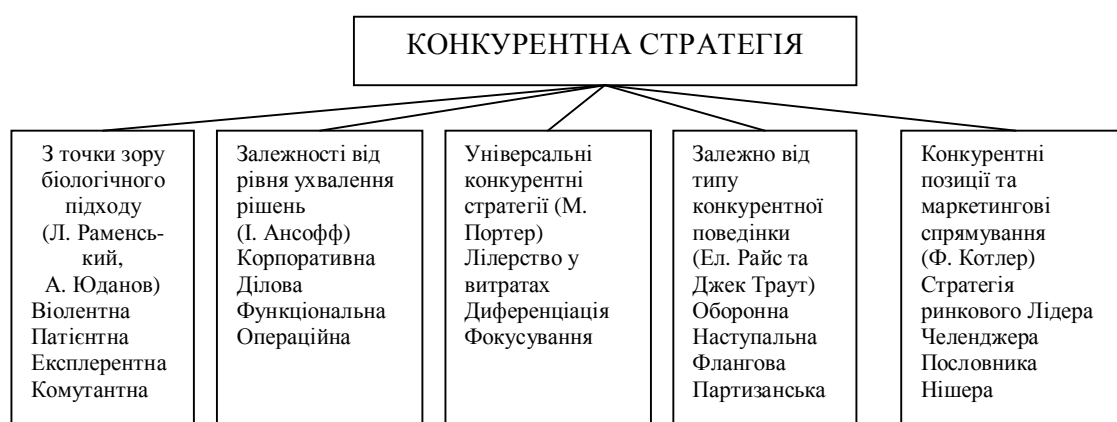 КОНКУРЕНТНА СТРАТЕГІЯ
З точки зору
біологічного
підходу
(Л. Раменсь-
кий,
А. Юданов)
Віолентна
Патієнтна
Експлерентна
Комутантна
Залежності від
рівня ухвалення
рішень
(І. Ансофф)
Корпоративна
Ділова
Функціональна
Операційна
Універсальні
конкурентні
стратегії (М.
Портер)
Лілерство у
витратах
Диференціація
Фокусування
Залежно від
типу
конкурентної
поведінки
(Ел. Райс та
Джек Траут)
Оборонна
Наступальна
Флангова
Партизанська
Конкурентні
позиції та
маркетингові
спрямування
(Ф. Котлер)
Стратегія
ринкового Лідера
Челенджера
Пословника
Нішера